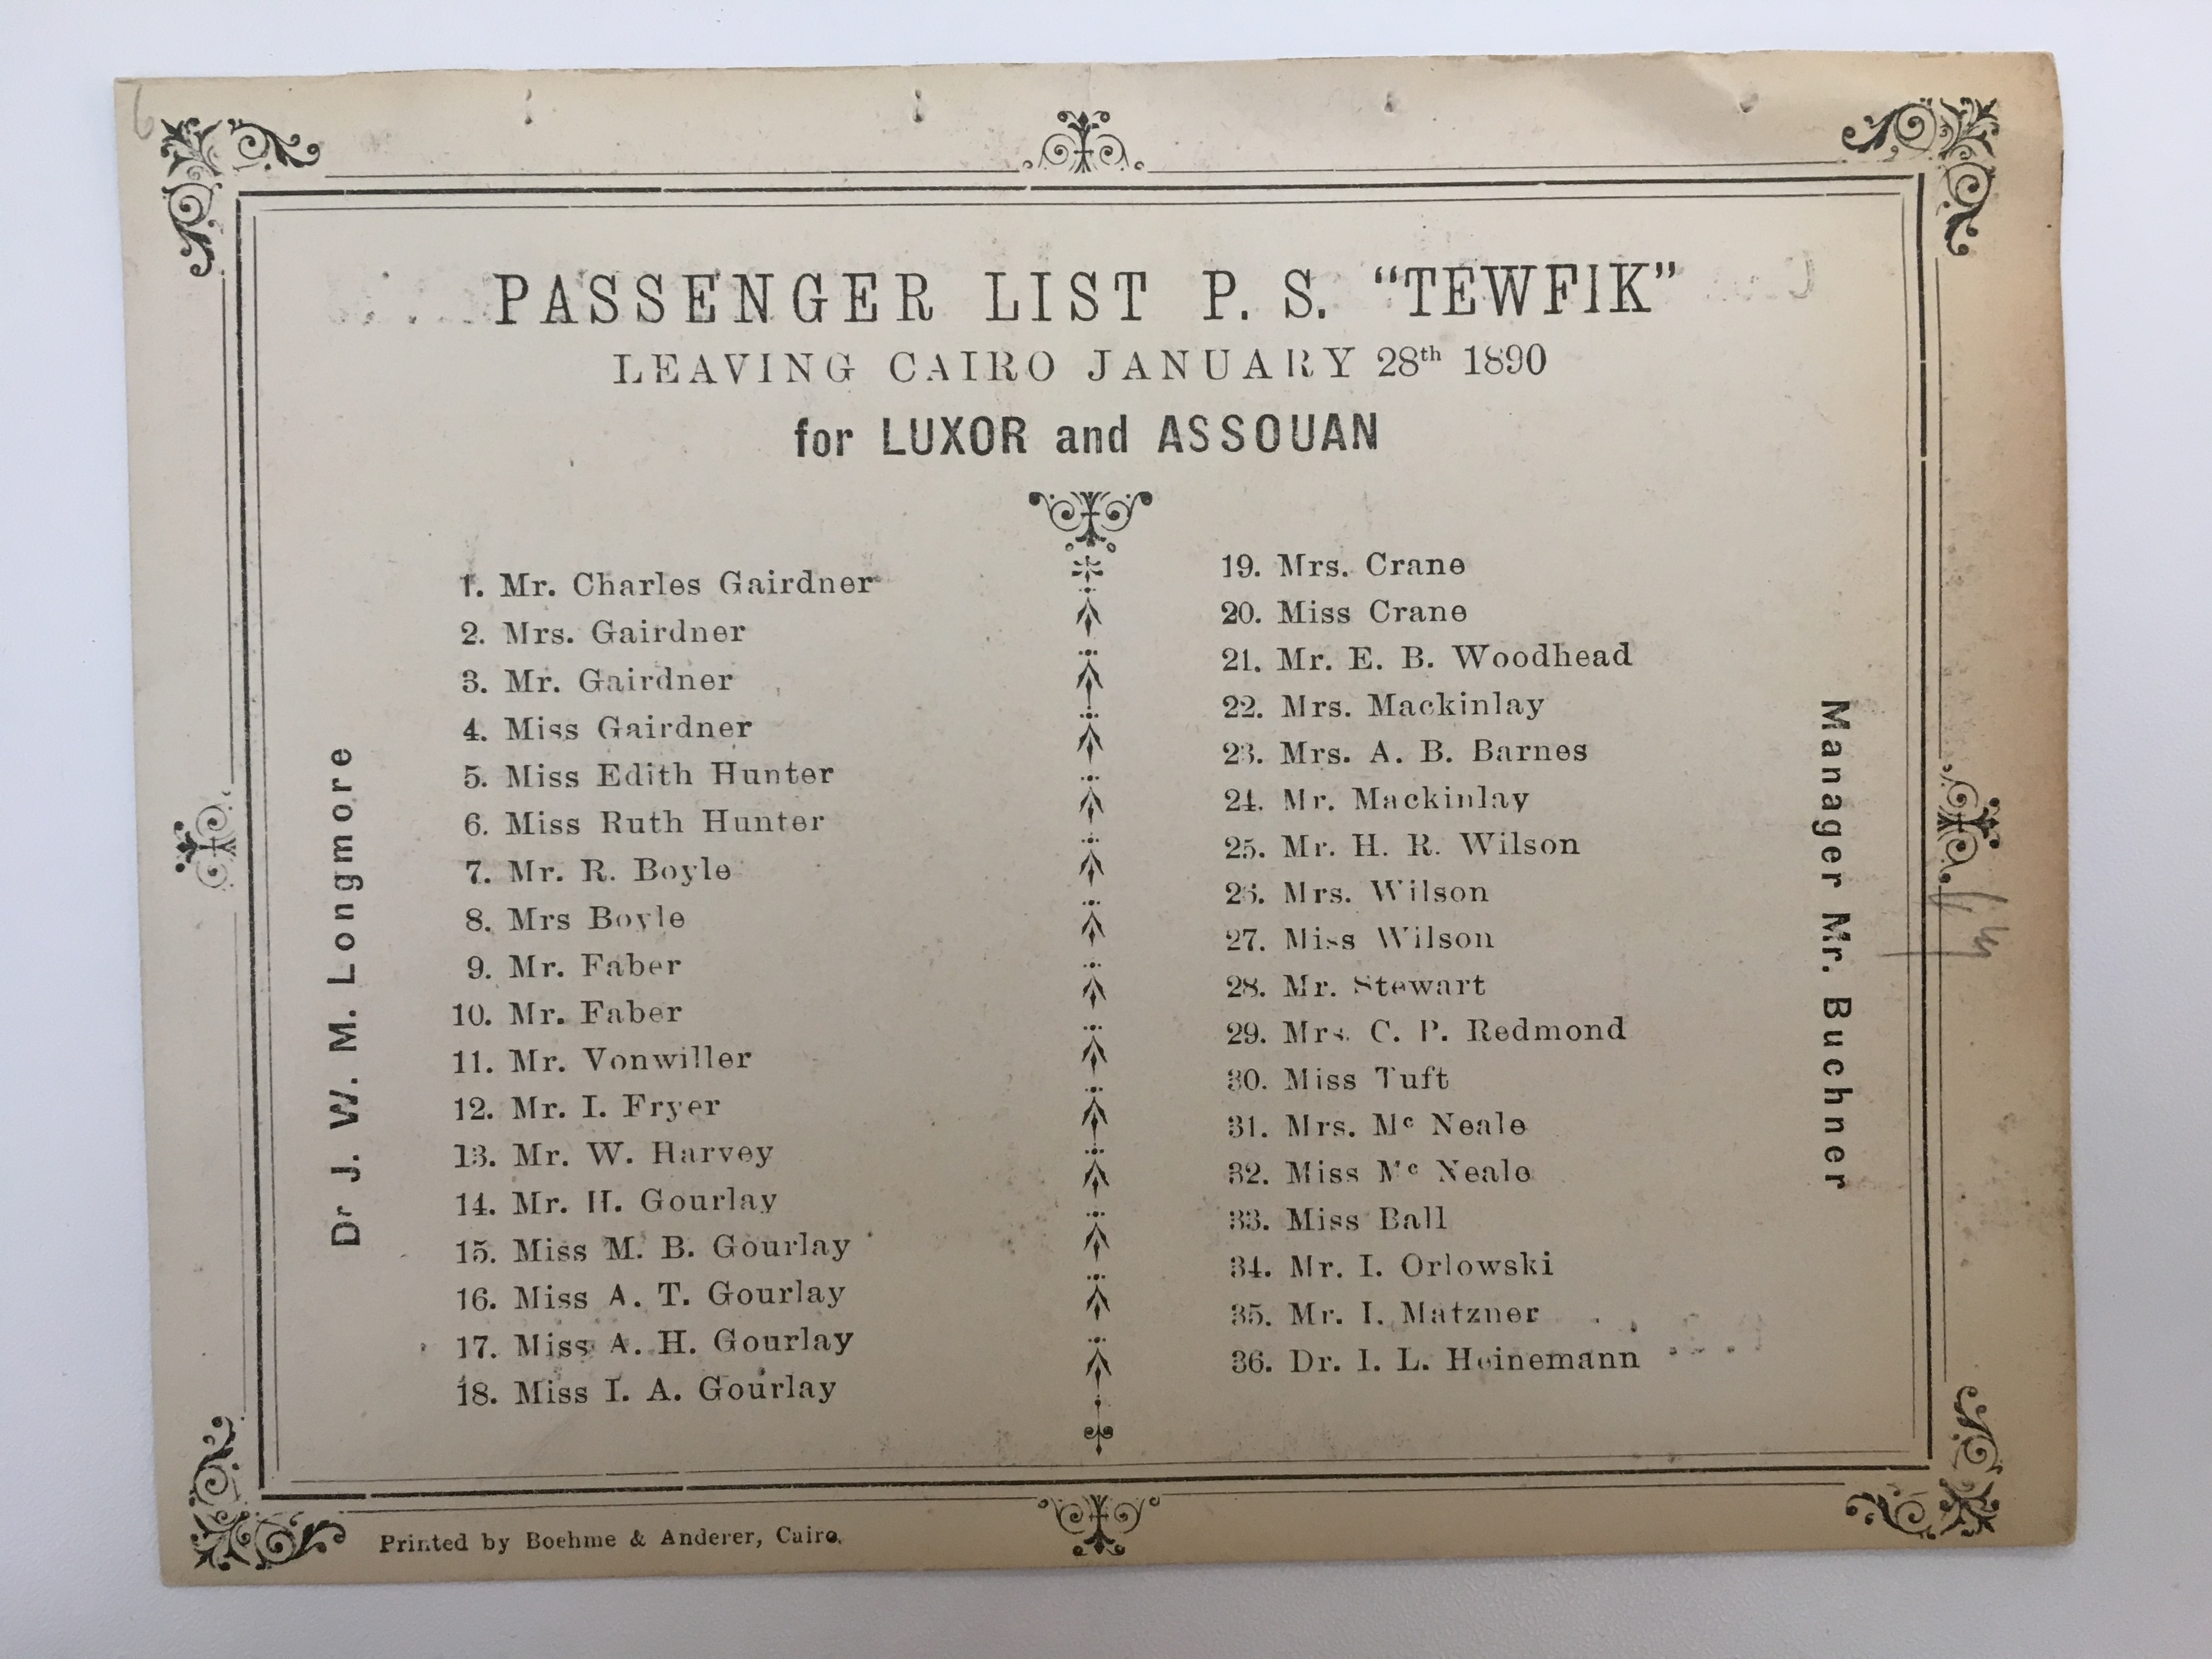 PASSENGER LIST P. S. “TEWFIK”
LEAVING CAIRO JANUARY 28th 1890
for LUXOR and ASSOUAN
Dr J. W. M. Longmore
1. Mr. Charles Gairdner
2. Mrs. Gairdner
3. Mr. Gairdner
4. Miss Gairdner
5. Miss Edith Hunter
6. Miss Ruth Hunter
7. Mr. R. Boyle
8. Mrs Boyle
9. Mr. Faber
10. Mr. Faber
11. Mr. Vonwiller
12. Mr. I. Fryer
13. Mr. W. Harvey
14. Mr. H. Gourlay
15. Miss M. B. Gourlay
16. Miss A. T. Gourlay
17. Miss A. H. Gourlay
18. Miss I. A. Gourlay
19. Mrs. Crane
20. Miss Crane
21. Mr. E. B. Woodhead
22. Mrs. Mackinlay
23. Mrs. A. B. Barnes
24. Mr. Mackinlay
25. Mr. H. R. Wilson
26. Mrs. Wilson
27. Miss Wilson
28. Mr. Stewart
29. Mrs. C. P. Redmond
30. Miss Tuft
31. Mrs. Mc Neale
32. Miss Mc Neale
33. Miss Ball
34. Mr. I. Orlowski
35. Mr. I. Matzner
36. Dr. I. L. Heinemann
Manager Mr. Buchner
Printed by Boehme & Anderer, Cairo.